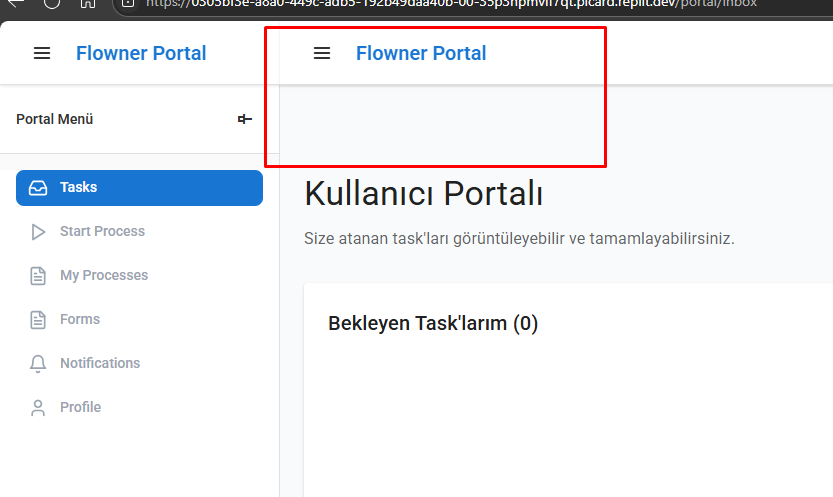 https://0305bf3e-a8a0-449c-adb5-192b49daa40b-00-35p3hpmvif7qt.picard.replit.dev/portal/inbox
Flowner Portal
Flowner Portal
Portal Menü
Tasks
Start Process
My Processes
Forms
Notifications
Profile
Kullanıcı Portalı
Size atanan task'ları görüntüleyebilir ve tamamlayabilirsiniz.
Bekleyen Task'larım (0)